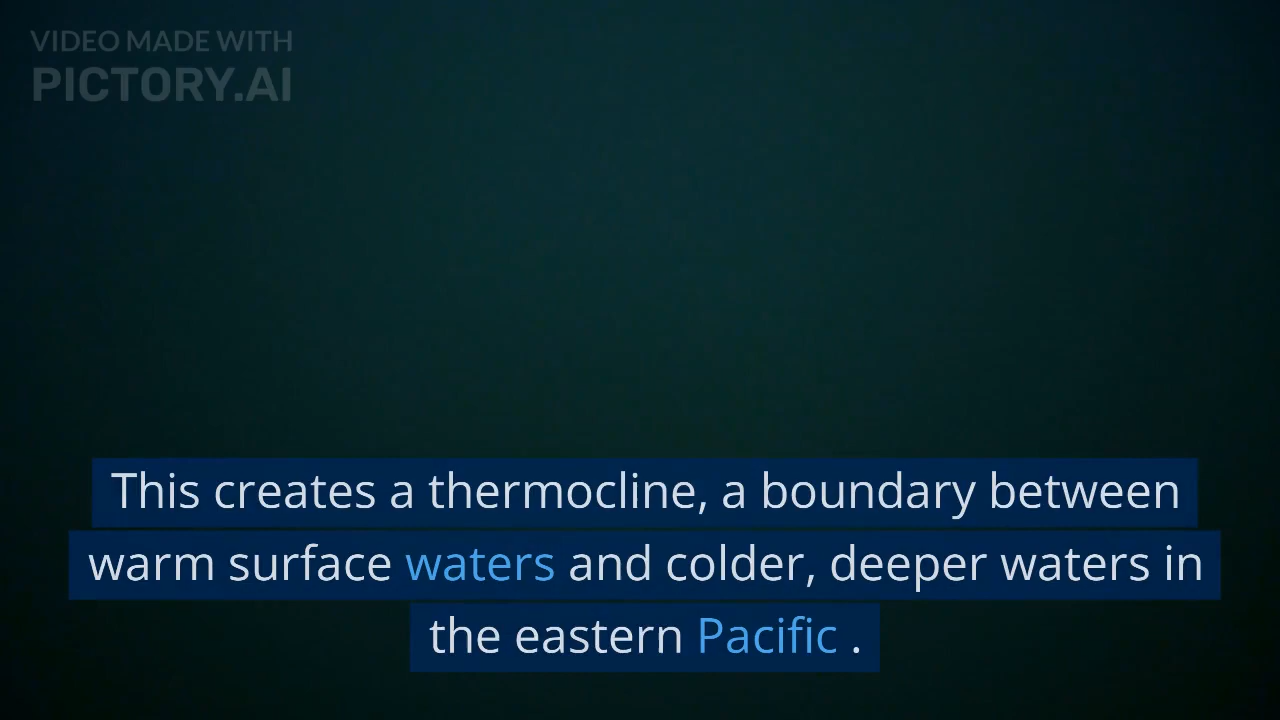 VIDEO MADE WITH
PICTORY.AI
This creates a thermocline, a boundary between
warm surface waters and colder, deeper waters in
the eastern Pacific .